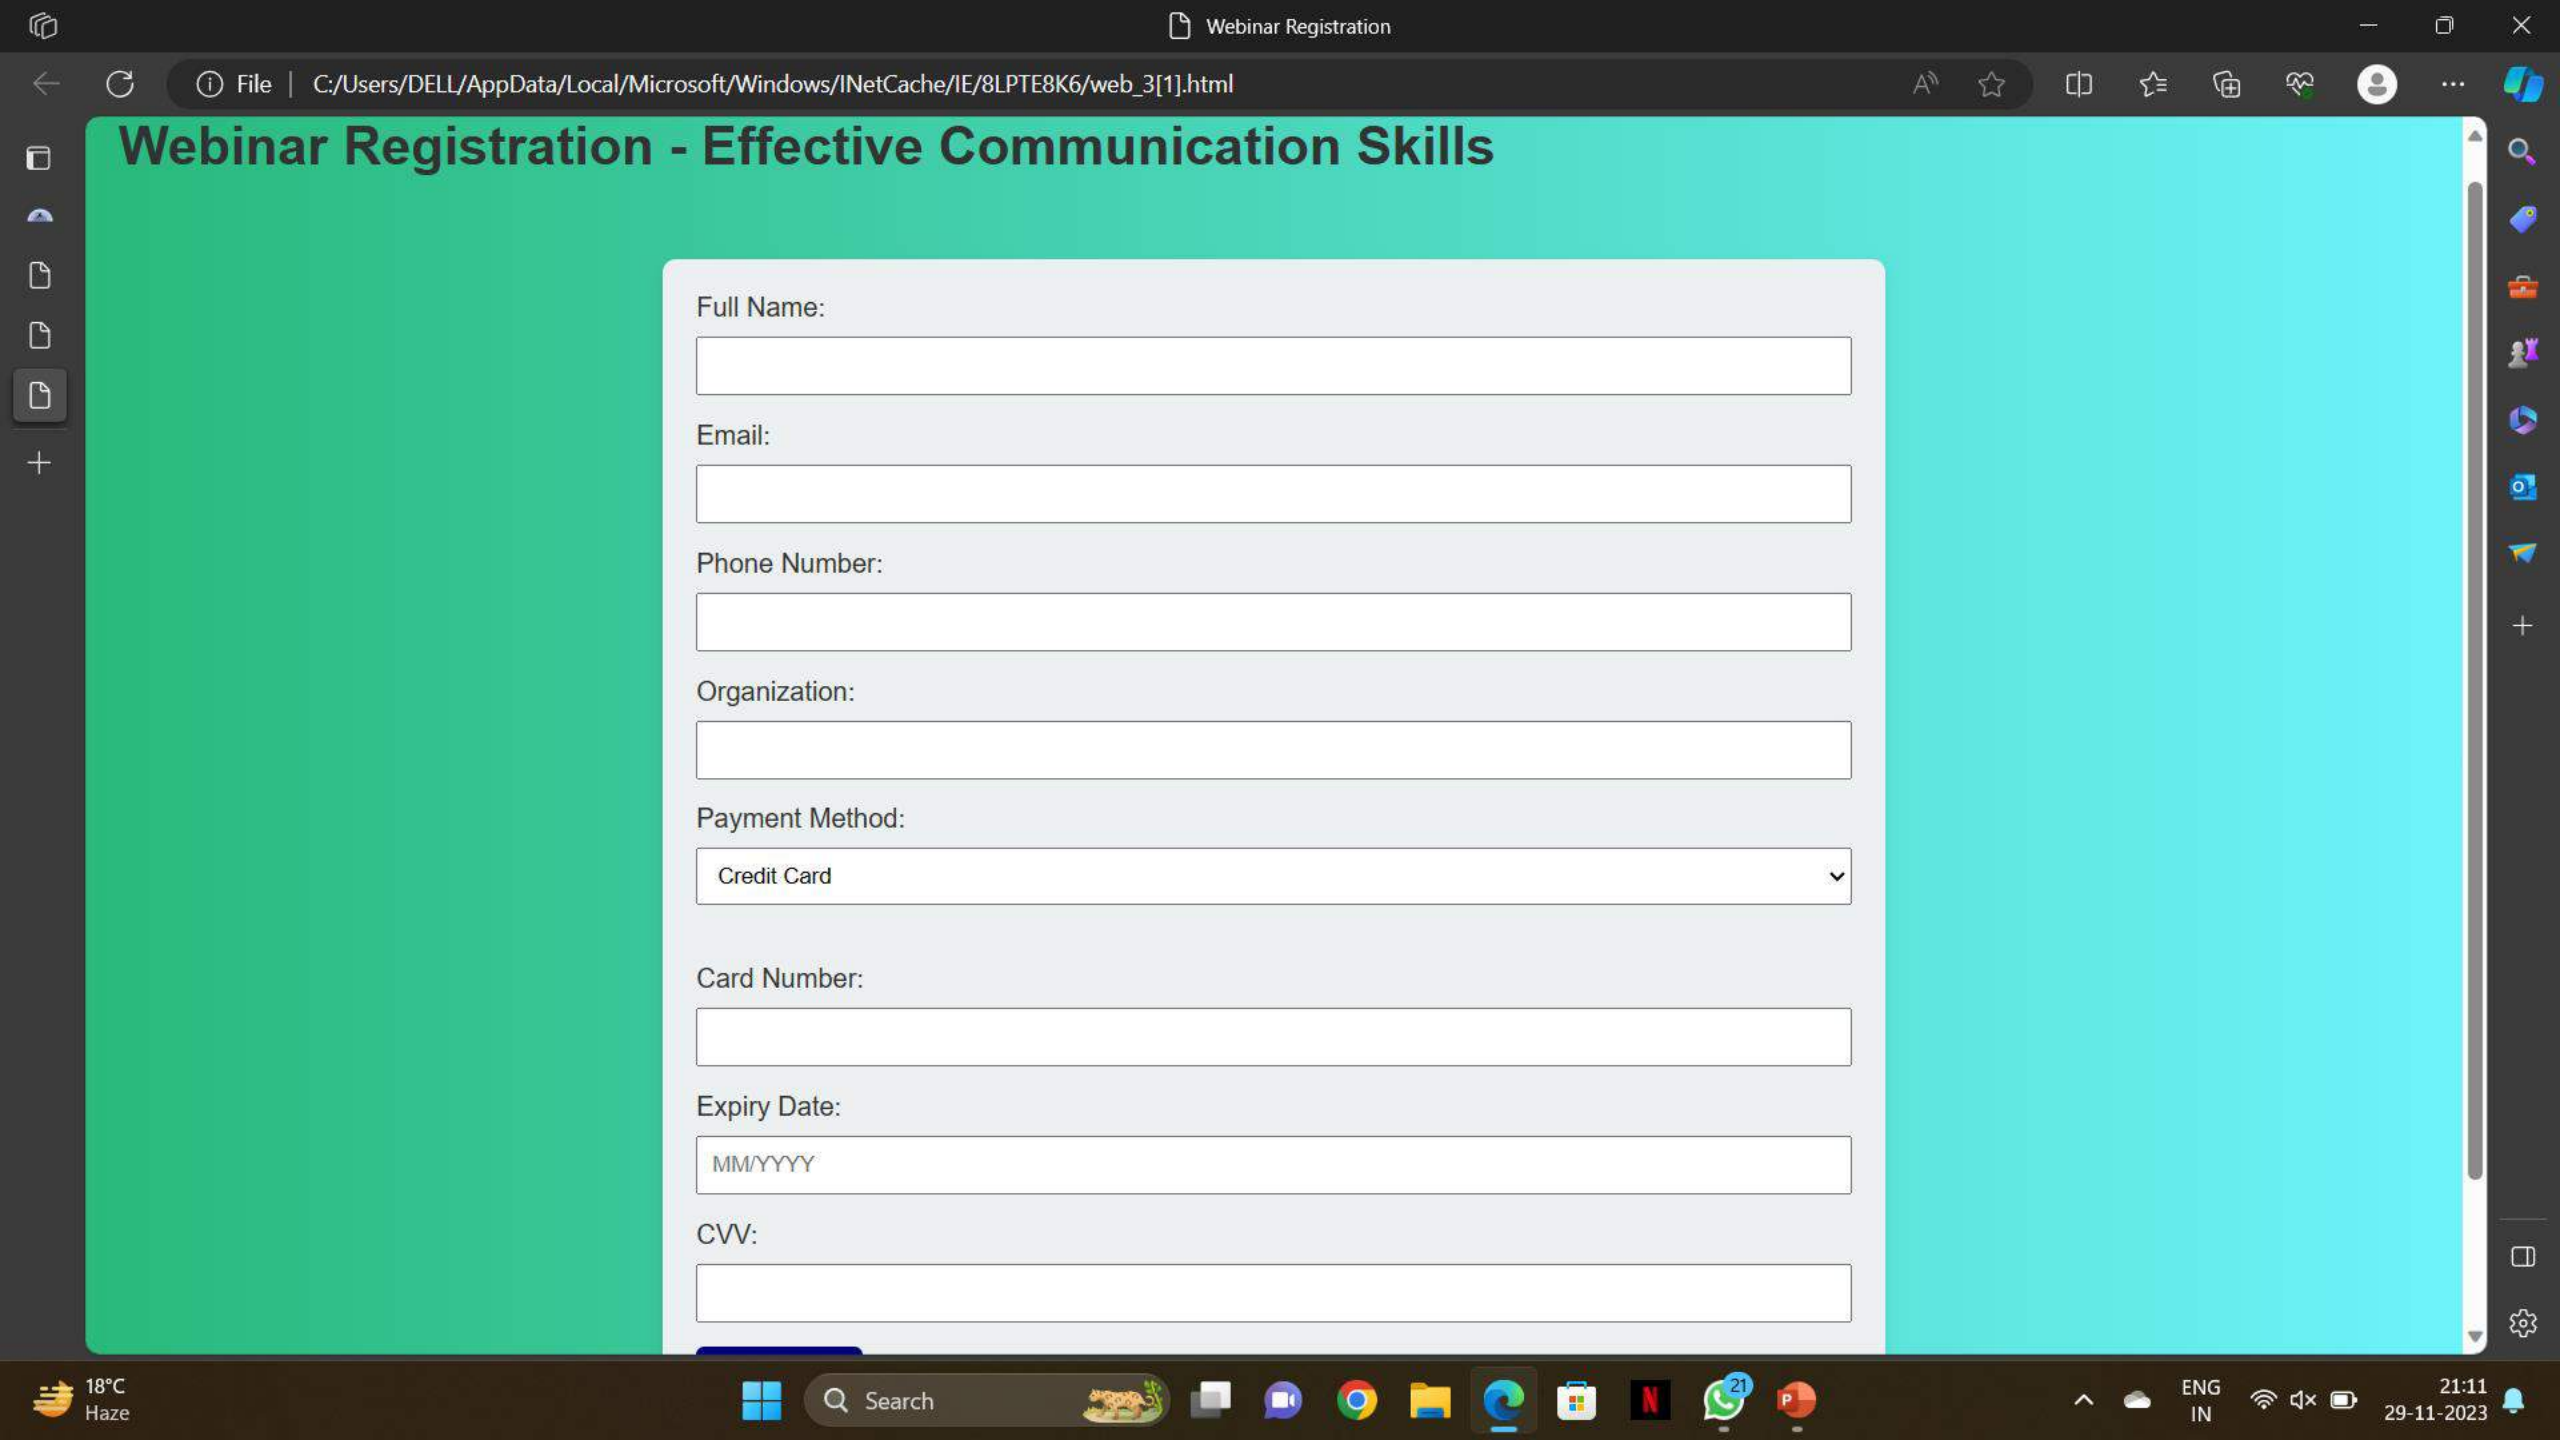 Webinar Registration
File
C:/Users/DELL/AppData/Local/Microsoft/Windows/INetCache/IE/8LPTE8K6/web_3[1].html
Webinar Registration - Effective Communication Skills
Full Name:
Email:
Phone Number:
Organization:
Payment Method:
Credit Card
Card Number:
Expiry Date:
MM/YYYY
CVV:
18°C
Haze
Search
21
ENG
IN
21:11
29-11-2023